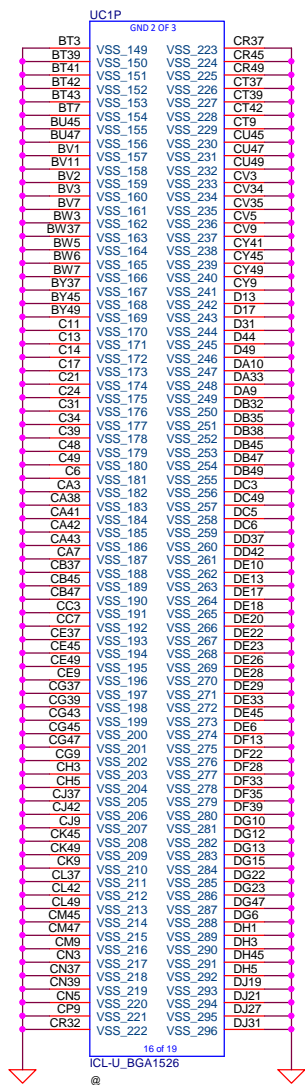 UC1P
GND 2 OF 3
BT3 VSS_149 VSS_223 CR37
BT39 VSS_150 VSS_224 CR45
BT41 VSS_151 VSS_225 CR49
BT42 VSS_152 VSS_226 CT37
BT43 VSS_153 VSS_227 CT39
BT7 VSS_154 VSS_228 CT42
BU45 VSS_155 VSS_229 CT9
BU47 VSS_156 VSS_230 CU45
BV1 VSS_157 VSS_231 CU47
BV11 VSS_158 VSS_232 CU49
BV2 VSS_159 VSS_233 CV3
BV3 VSS_160 VSS_234 CV34
BV7 VSS_161 VSS_235 CV35
BW3 VSS_162 VSS_236 CV5
BW37 VSS_163 VSS_237 CV9
BW5 VSS_164 VSS_238 CY41
BW6 VSS_165 VSS_239 CY45
BW7 VSS_166 VSS_240 CY49
BY37 VSS_167 VSS_241 CY9
BY45 VSS_168 VSS_242 D13
BY49 VSS_169 VSS_243 D17
C11 VSS_170 VSS_244 D31
C13 VSS_171 VSS_245 D44
C14 VSS_172 VSS_246 D49
C17 VSS_173 VSS_247 DA10
C21 VSS_174 VSS_248 DA33
C24 VSS_175 VSS_249 DA9
C31 VSS_176 VSS_250 DB32
C34 VSS_177 VSS_251 DB35
C39 VSS_178 VSS_252 DB38
C48 VSS_179 VSS_253 DB45
C49 VSS_180 VSS_254 DB47
C6 VSS_181 VSS_255 DB49
CA3 VSS_182 VSS_256 DC3
CA38 VSS_183 VSS_257 DC49
CA41 VSS_184 VSS_258 DC5
CA42 VSS_185 VSS_259 DC6
CA43 VSS_186 VSS_260 DD37
CA7 VSS_187 VSS_261 DD42
CB37 VSS_188 VSS_262 DE10
CB45 VSS_189 VSS_263 DE13
CB47 VSS_190 VSS_264 DE17
CC3 VSS_191 VSS_265 DE18
CC7 VSS_192 VSS_266 DE20
CE37 VSS_193 VSS_267 DE22
CE45 VSS_194 VSS_268 DE23
CE49 VSS_195 VSS_269 DE26
CE9 VSS_196 VSS_270 DE28
CG37 VSS_197 VSS_271 DE29
CG39 VSS_198 VSS_272 DE33
CG43 VSS_199 VSS_273 DE45
CG45 VSS_200 VSS_274 DE6
CG47 VSS_201 VSS_275 DF13
CG9 VSS_202 VSS_276 DF22
CH3 VSS_203 VSS_277 DF28
CH5 VSS_204 VSS_278 DF33
CJ37 VSS_205 VSS_279 DF35
CJ42 VSS_206 VSS_280 DF39
CJ9 VSS_207 VSS_281 DG10
CK45 VSS_208 VSS_282 DG12
CK49 VSS_209 VSS_283 DG13
CK9 VSS_210 VSS_284 DG15
CL37 VSS_211 VSS_285 DG22
CL42 VSS_212 VSS_286 DG23
CL49 VSS_213 VSS_287 DG47
CM45 VSS_214 VSS_288 DG6
CM47 VSS_215 VSS_289 DH1
CM9 VSS_216 VSS_290 DH3
CN3 VSS_217 VSS_291 DH45
CN37 VSS_218 VSS_292 DH5
CN39 VSS_219 VSS_293 DJ19
CN5 VSS_220 VSS_294 DJ21
CP9 VSS_221 VSS_295 DJ27
CR32 VSS_222 VSS_296 DJ31
16 of 19
ICL-U_BGA1526
@